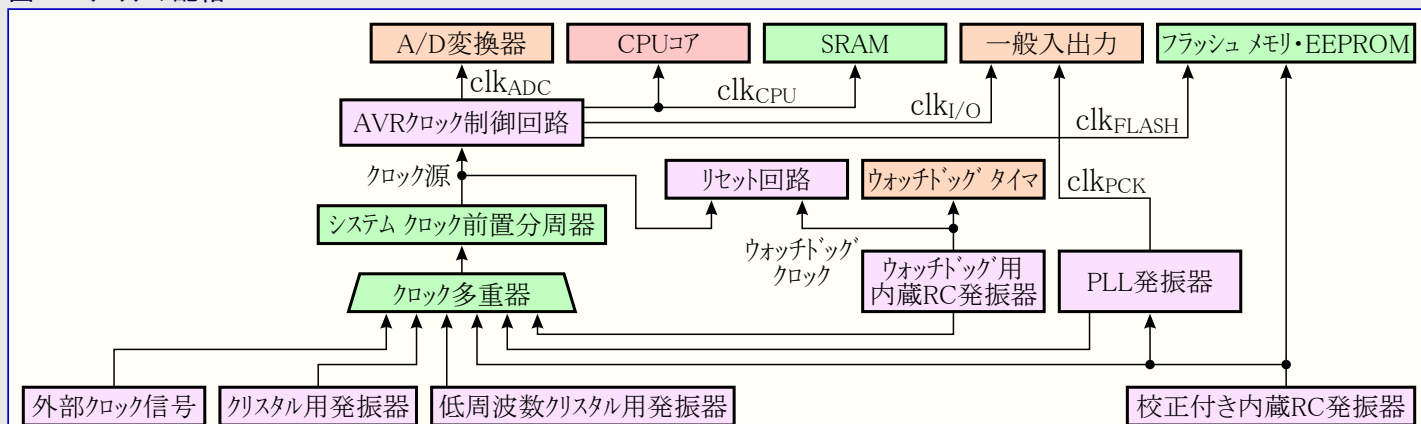 A/D変換器
CPUコア
SRAM
一般入出力
フラッシュ メモリ・EEPROM
clkADC
clkCPU
clkI/O
clkFLASH
AVRクロック制御回路
クロック源
リセット回路
ウォッチドッグ タイマ
clkPCK
システム クロック前置分周器
ウォッチドッグ
クロック
ウォッチドッグ用
内蔵RC発振器
PLL発振器
クロック多重器
外部クロック信号
クリスタル用発振器
低周波数クリスタル用発振器
校正付き内蔵RC発振器